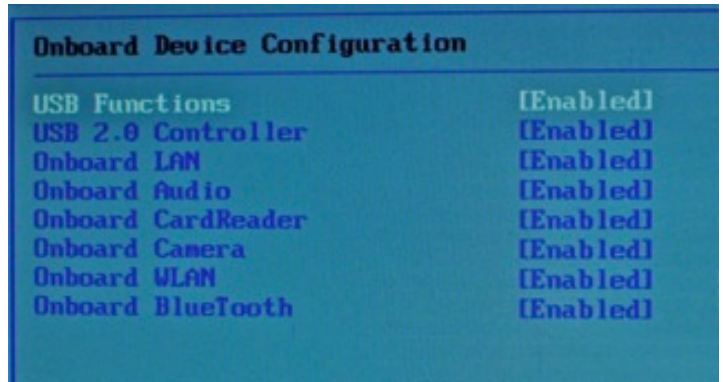 Onboard Device Configuration
USB Functions [Enabled]
USB 2.0 Controller [Enabled]
Onboard LAN [Enabled]
Onboard Audio [Enabled]
Onboard CardReader [Enabled]
Onboard Camera [Enabled]
Onboard WLAN [Enabled]
Onboard BlueTooth [Enabled]